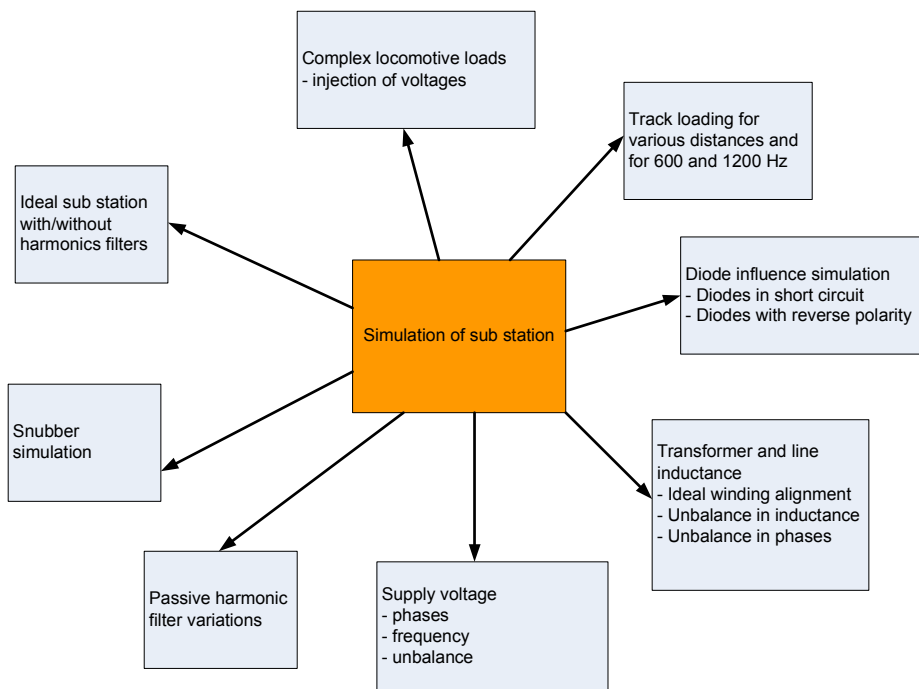 Complex locomotive loads
- injection of voltages
Track loading for
various distances and
for 600 and 1200 Hz
Ideal sub station
with/without
harmonics filters
Diode influence simulation
- Diodes in short circuit
- Diodes with reverse polarity
Simulation of sub station
Snubber
simulation
Transformer and line
inductance
- Ideal winding alignment
- Unbalance in inductance
- Unbalance in phases
Passive harmonic
filter variations
Supply voltage
- phases
- frequency
- unbalance